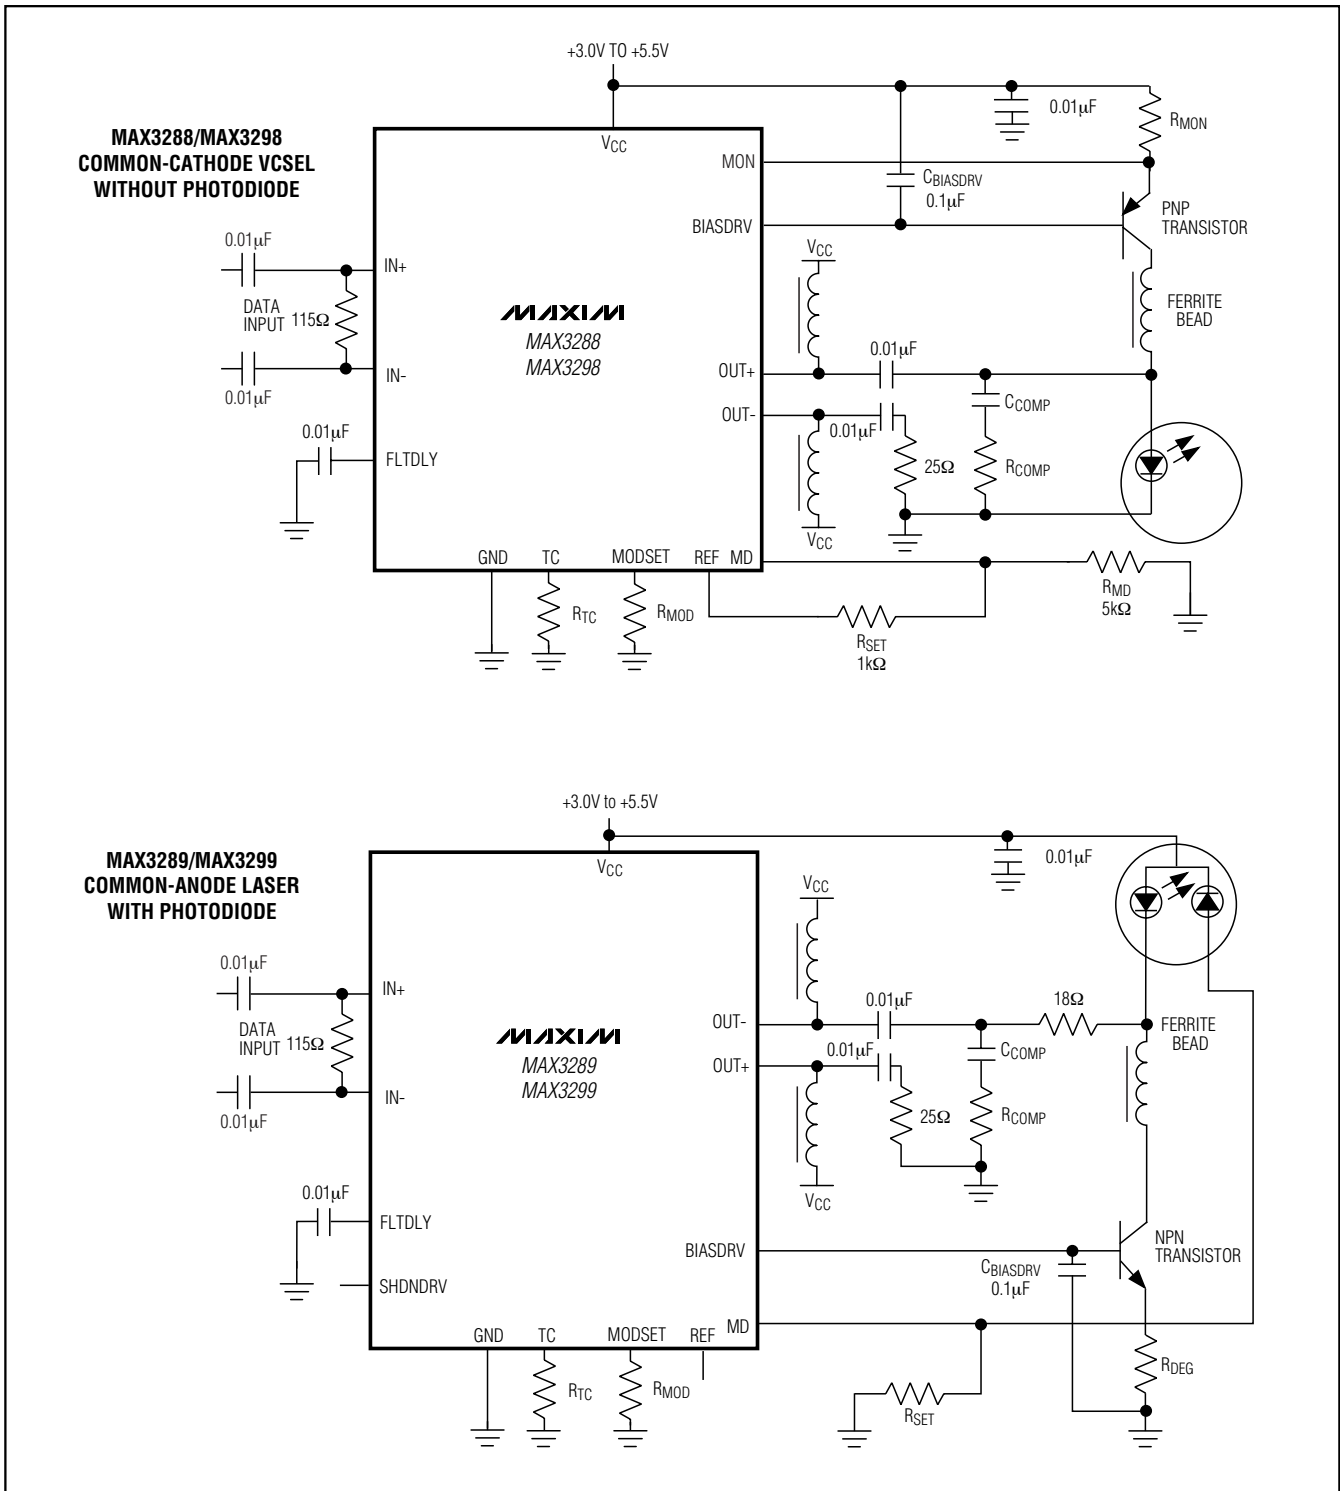 +3.0V TO +5.5V
MAX3288/MAX3298
COMMON-CATHODE VCSEL
WITHOUT PHOTODIODE
VCC
0.01µF
RMON
MON
CBIASDRV
0.1µF
PNP
TRANSISTOR
BIASDRV
0.01µF
VCC
IN+
DATA
INPUT
115Ω
FERRITE
BEAD
MAXIM
MAX3288
MAX3298
0.01µF
OUT+
IN-
0.01µF
CCOMP
OUT-
0.01µF
0.01µF
FLTDLY
25Ω
RCOMP
VCC
GND
TC
MODSET
REF
MD
RTC
RMOD
RMD
5kΩ
RSET
1kΩ
+3.0V to +5.5V
MAX3289/MAX3299
COMMON-ANODE LASER
WITH PHOTODIODE
VCC
0.01µF
VCC
0.01µF
IN+
0.01µF
18Ω
DATA
INPUT
115Ω
MAXIM
MAX3289
MAX3299
OUT-
FERRITE
BEAD
0.01µF
CCOMP
OUT+
IN-
0.01µF
25Ω
RCOMP
0.01µF
VCC
FLTDLY
BIASDRV
NPN
TRANSISTOR
CBIASDRV
0.1µF
SHDNDRV
GND
TC
MODSET
REF
MD
RTC
RMOD
RDEG
RSET